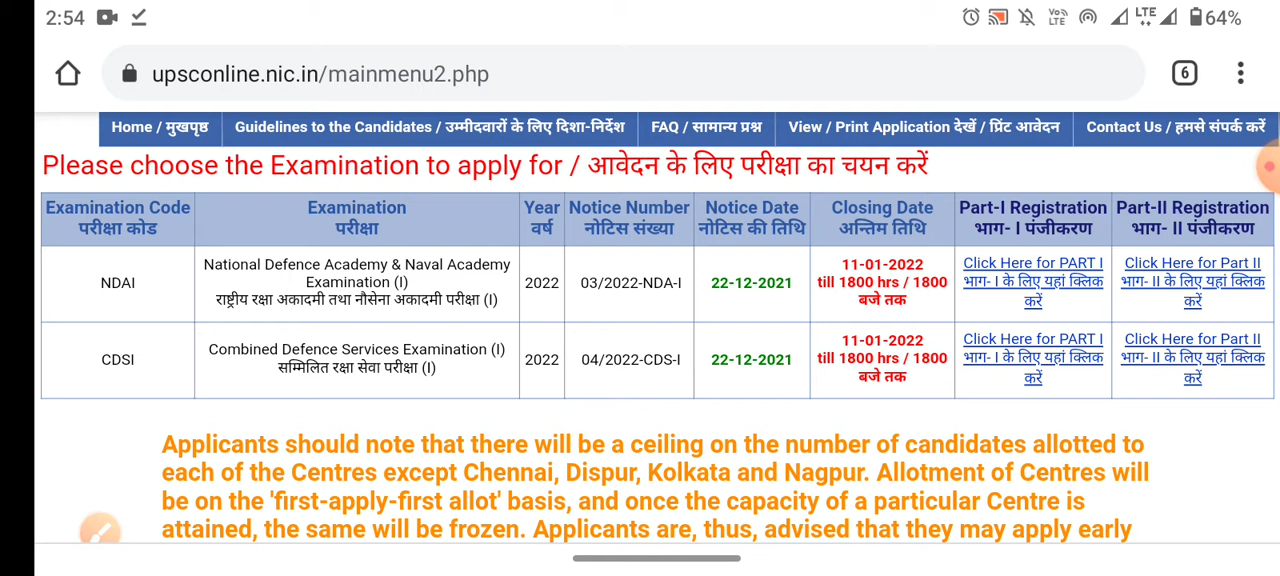 2:54
VoD LTE LTE 64%
upsconline.nic.in/mainmenu2.php
6
Home / मुखपृष्ठ Guidelines to the Candidates / उम्मीदवारों के लिए दिशा-निर्देश FAQ / सामान्य प्रश्न View / Print Application देखें / प्रिंट आवेदन Contact Us / हमसे संपर्क करें
Please choose the Examination to apply for / आवेदन के लिए परीक्षा का चयन करें
Examination Code Examination Year Notice Number Notice Date Closing Date Part-I Registration Part-II Registration
परीक्षा कोड परीक्षा वर्ष नोटिस संख्या नोटिस की तिथि अन्तिम तिथि भाग- I पंजीकरण भाग- II पंजीकरण
NDAI
National Defence Academy & Naval Academy
Examination (I)
राष्ट्रीय रक्षा अकादमी तथा नौसेना अकादमी परीक्षा (I)
2022
03/2022-NDA-I
22-12-2021
11-01-2022
till 1800 hrs / 1800
बजे तक
Click Here for PART I
भाग- I के लिए यहां क्लिक
करें
Click Here for Part II
भाग- II के लिए यहां क्लिक
करें
CDSI
Combined Defence Services Examination (I)
सम्मिलित रक्षा सेवा परीक्षा (I)
2022
04/2022-CDS-I
22-12-2021
11-01-2022
till 1800 hrs / 1800
बजे तक
Click Here for PART I
भाग- I के लिए यहां क्लिक
करें
Click Here for Part II
भाग- II के लिए यहां क्लिक
करें
Applicants should note that there will be a ceiling on the number of candidates allotted to
each of the Centres except Chennai, Dispur, Kolkata and Nagpur. Allotment of Centres will
be on the 'first-apply-first allot' basis, and once the capacity of a particular Centre is
attained, the same will be frozen. Applicants are, thus, advised that they may apply early